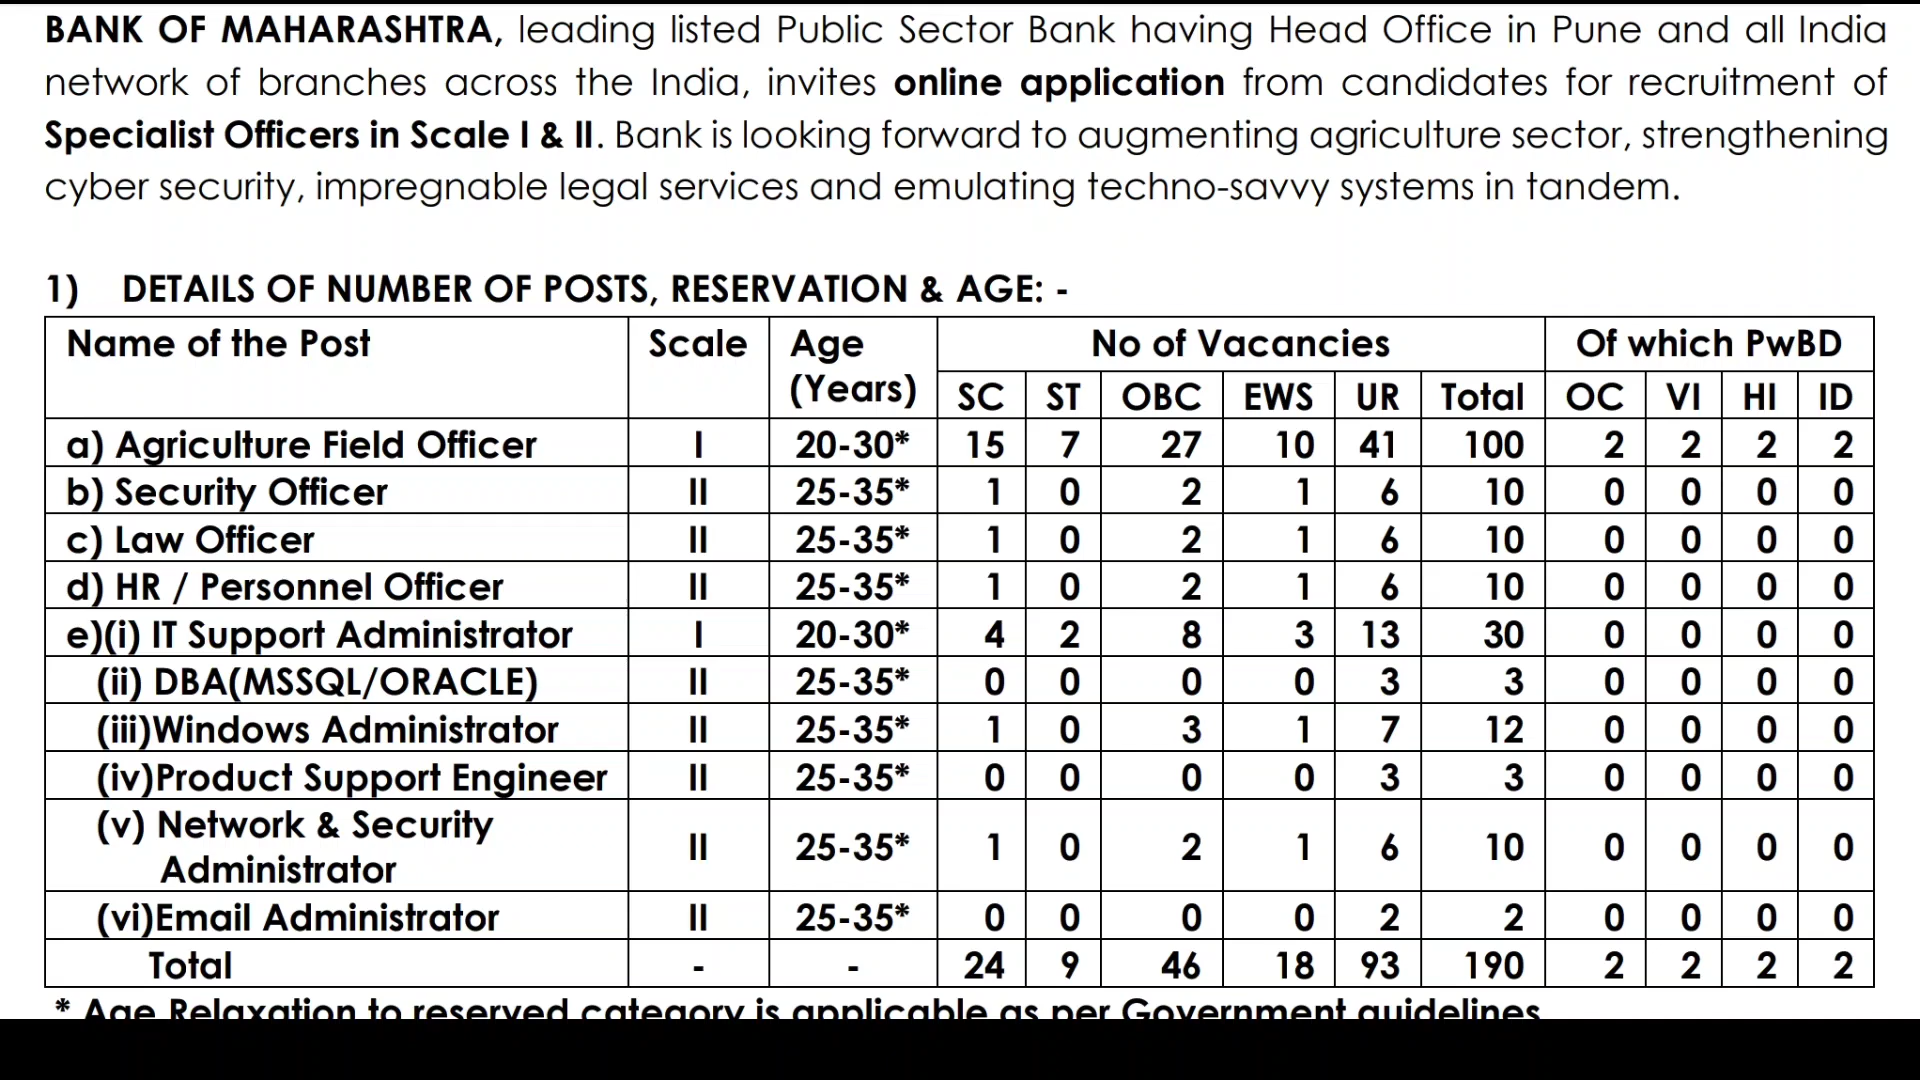 BANK OF MAHARASHTRA, leading listed Public Sector Bank having Head Office in Pune and all India
network of branches across the India, invites online application from candidates for recruitment of
Specialist Officers in Scale I & II. Bank is looking forward to augmenting agriculture sector, strengthening
cyber security, impregnable legal services and emulating techno-savvy systems in tandem.
1) DETAILS OF NUMBER OF POSTS, RESERVATION & AGE: -
Name of the Post Scale Age (Years) No of Vacancies Of which PwBD
SC ST OBC EWS UR Total OC VI HI ID
a) Agriculture Field Officer I 20-30* 15 7 27 10 41 100 2 2 2 2
b) Security Officer II 25-35* 1 0 2 1 6 10 0 0 0 0
c) Law Officer II 25-35* 1 0 2 1 6 10 0 0 0 0
d) HR / Personnel Officer II 25-35* 1 0 2 1 6 10 0 0 0 0
e)(i) IT Support Administrator I 20-30* 4 2 8 3 13 30 0 0 0 0
(ii) DBA(MSSQL/ORACLE) II 25-35* 0 0 0 0 3 3 0 0 0 0
(iii)Windows Administrator II 25-35* 1 0 3 1 7 12 0 0 0 0
(iv)Product Support Engineer II 25-35* 0 0 0 0 3 3 0 0 0 0
(v) Network & Security
Administrator II 25-35* 1 0 2 1 6 10 0 0 0 0
(vi)Email Administrator II 25-35* 0 0 0 0 2 2 0 0 0 0
Total - - 24 9 46 18 93 190 2 2 2 2
* Age Relaxation to reserved category is applicable as per Government guidelines